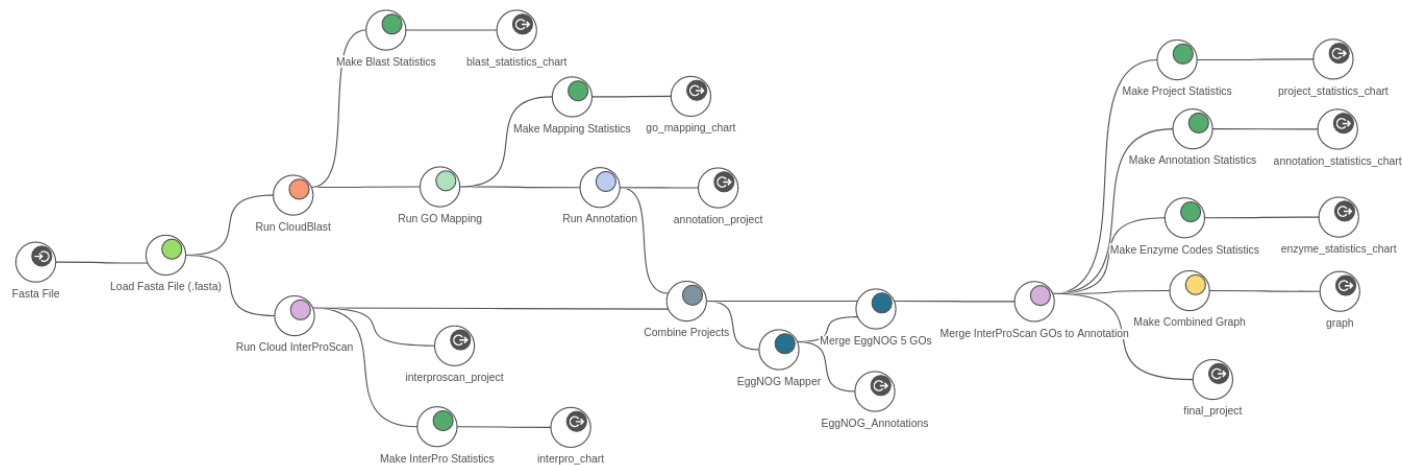 Make Blast Statistics
blast_statistics_chart
Make Project Statistics
project_statistics_chart
Make Mapping Statistics
go_mapping_chart
Make Annotation Statistics
annotation_statistics_chart
Run CloudBlast
Run GO Mapping
Run Annotation
annotation_project
Make Enzyme Codes Statistics
enzyme_statistics_chart
Fasta File
Load Fasta File (.fasta)
Run Cloud InterProScan
Combine Projects
Merge EggNOG 5 GOs
Merge InterProScan GOs to Annotation
Make Combined Graph
graph
interproscan_project
EggNOG Mapper
EggNOG_Annotations
final_project
Make InterPro Statistics
interpro_chart